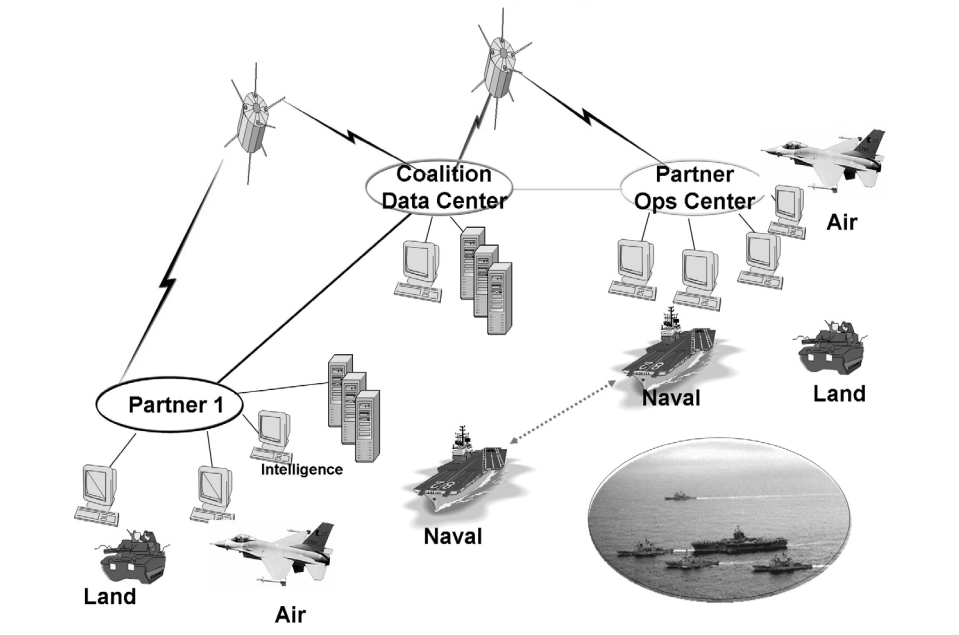 Coalition
Data Center
Partner
Ops Center
Air
Naval
Land
Partner 1
Intelligence
Naval
Land
Air